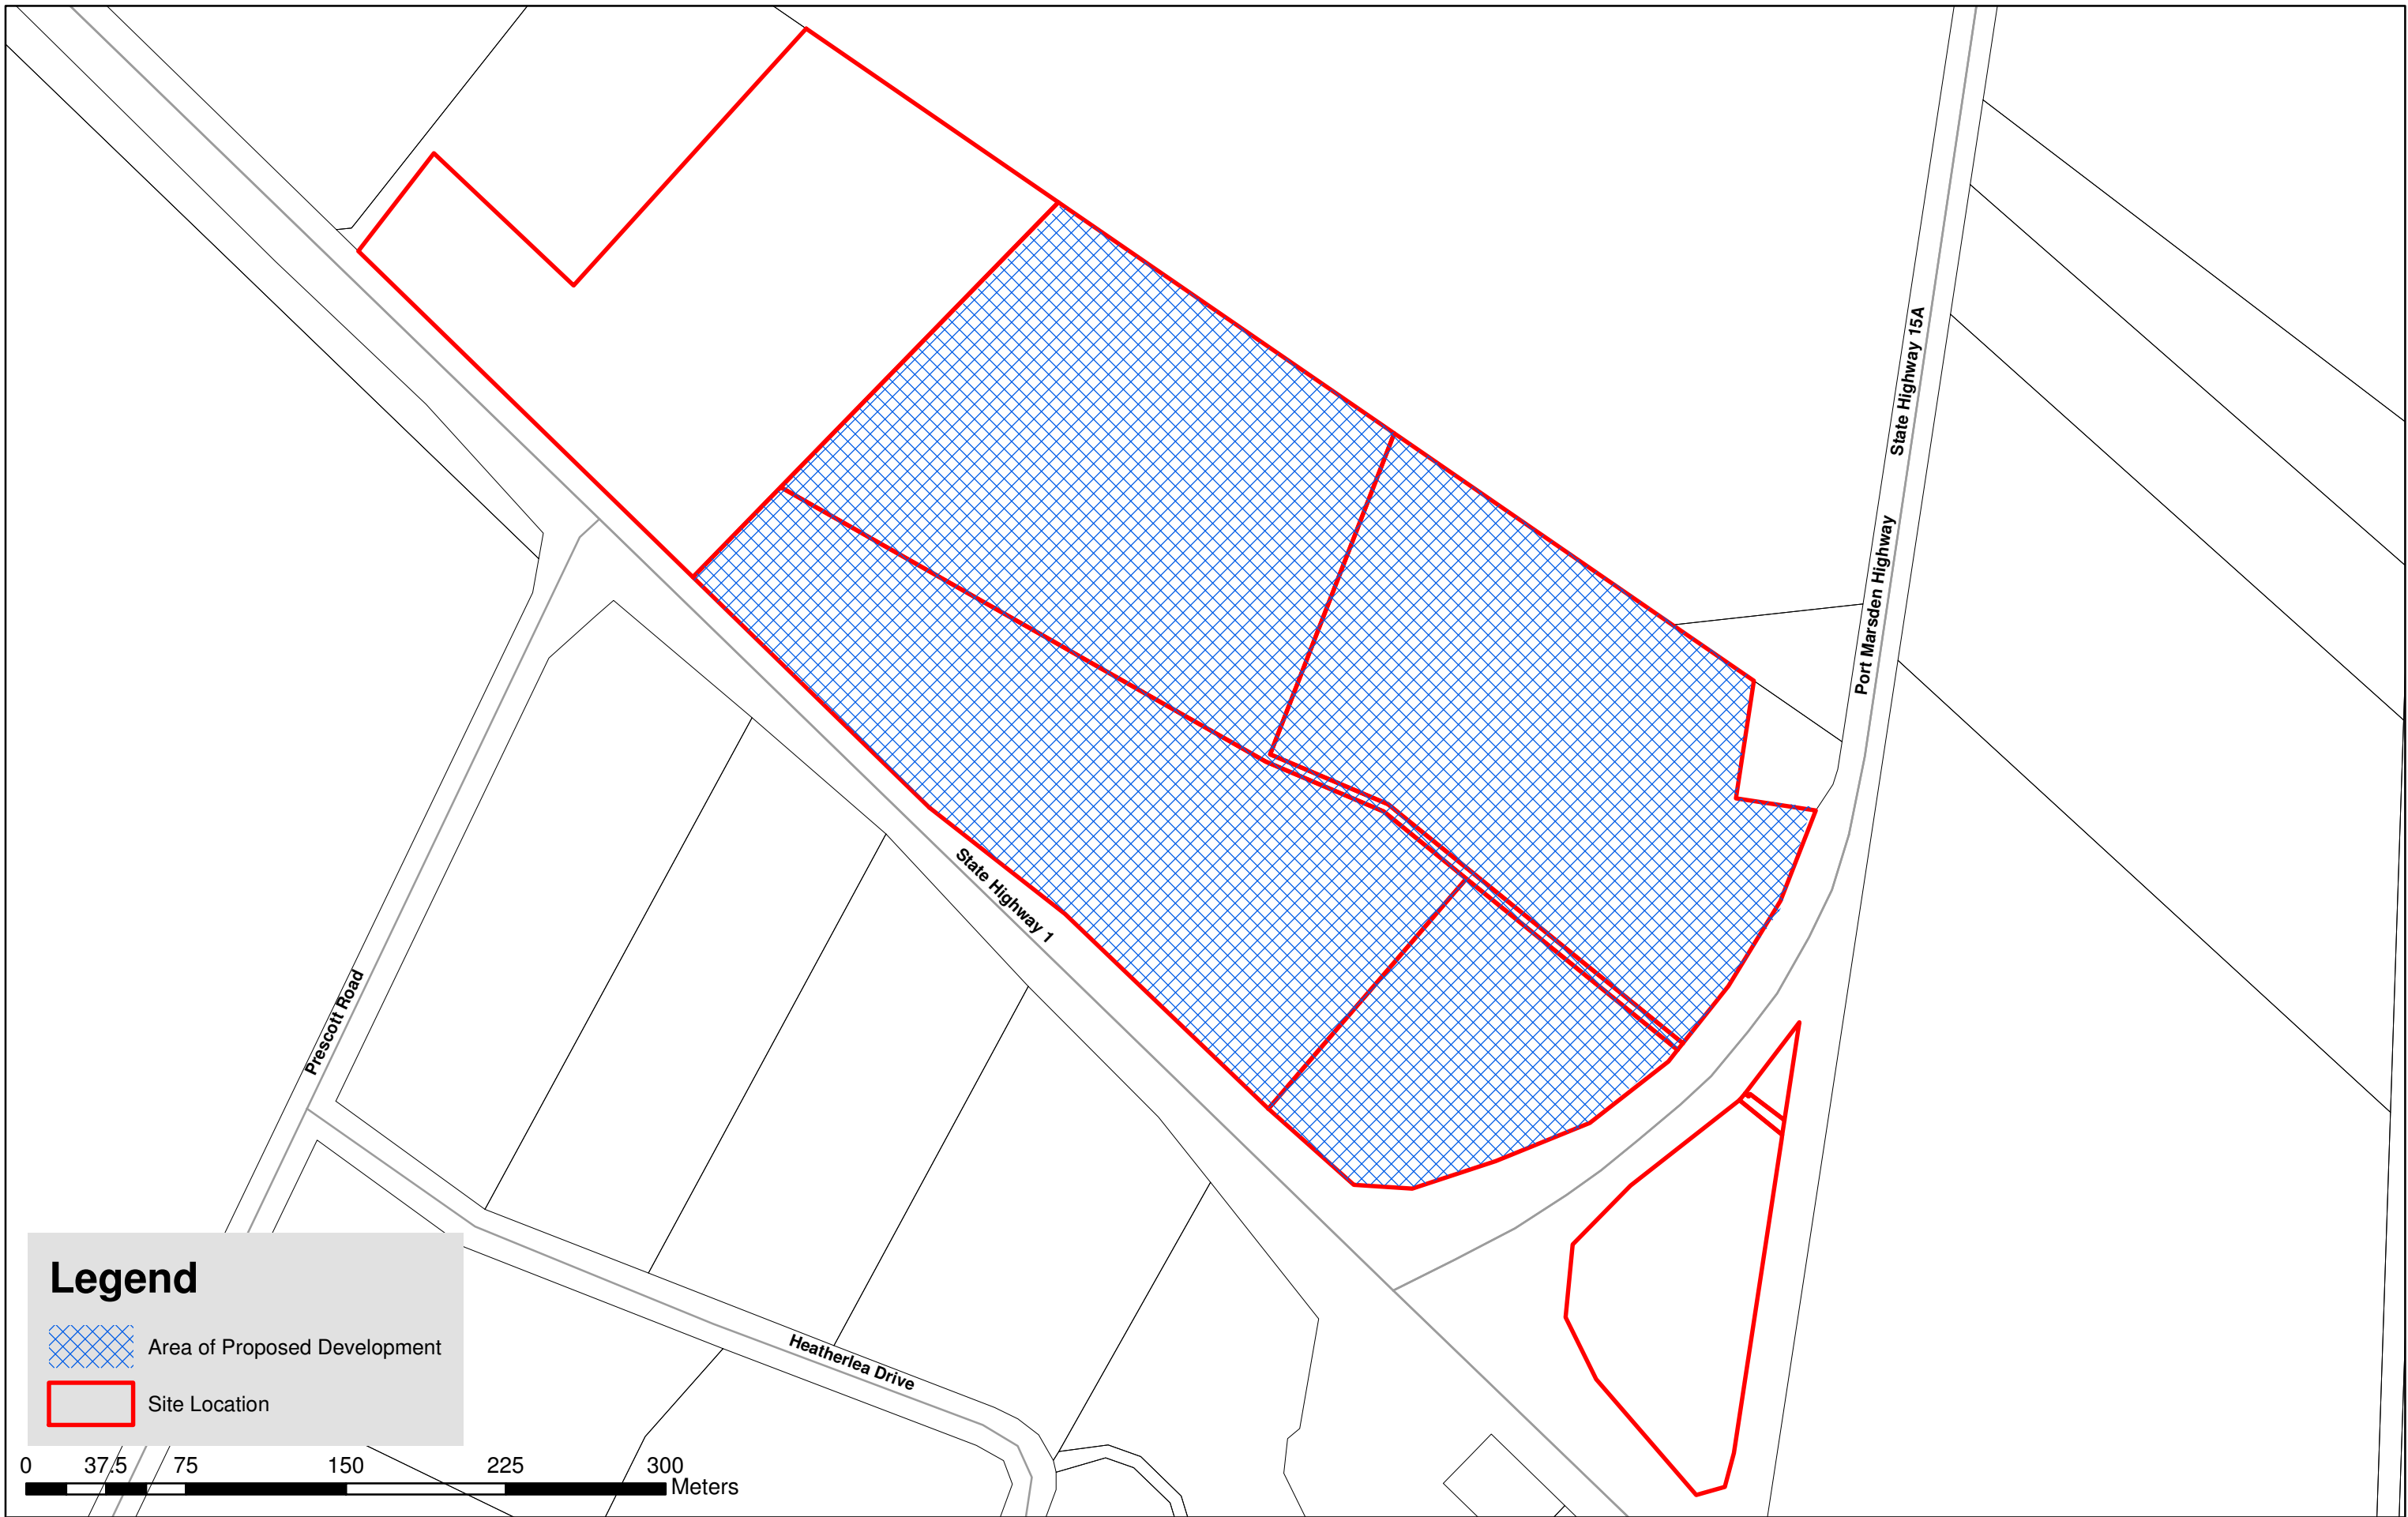 State Highway 15A
Port Marsden Highway
State Highway 1
Prescott Road
Heatherlea Drive
Legend
Area of Proposed Development
Site Location
0 37.5 75 150 225 300
Meters